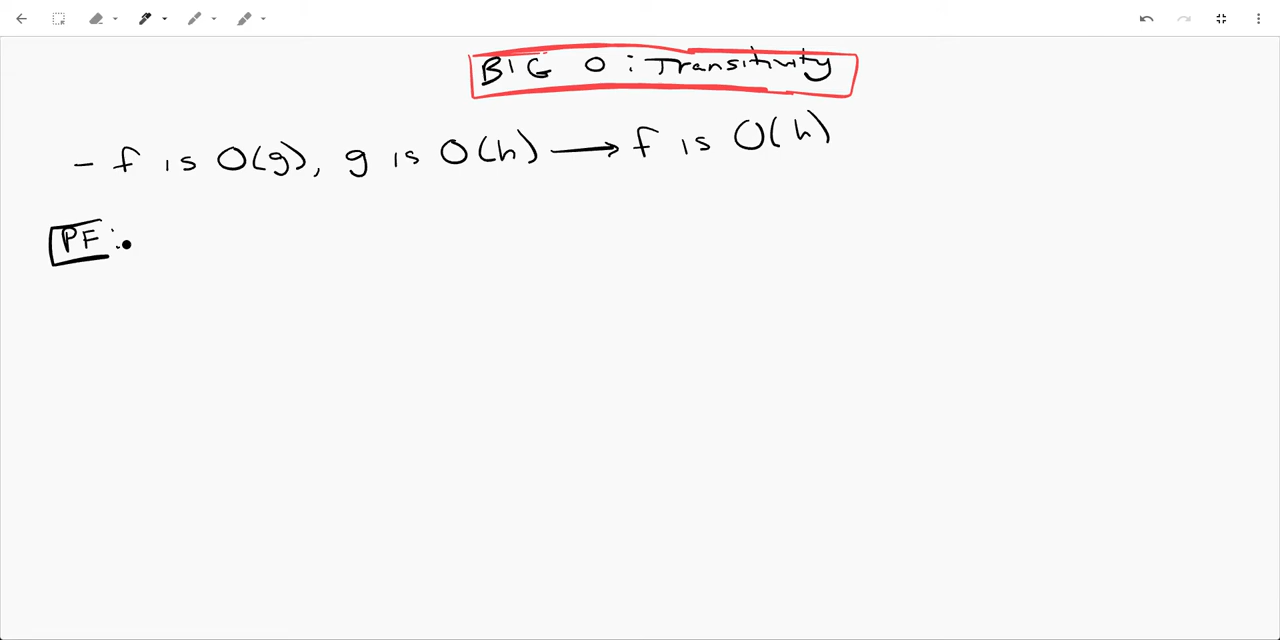 BIG O : Transitivity
- f is O(g), g is O(h) ⟶ f is O(h)
PF :